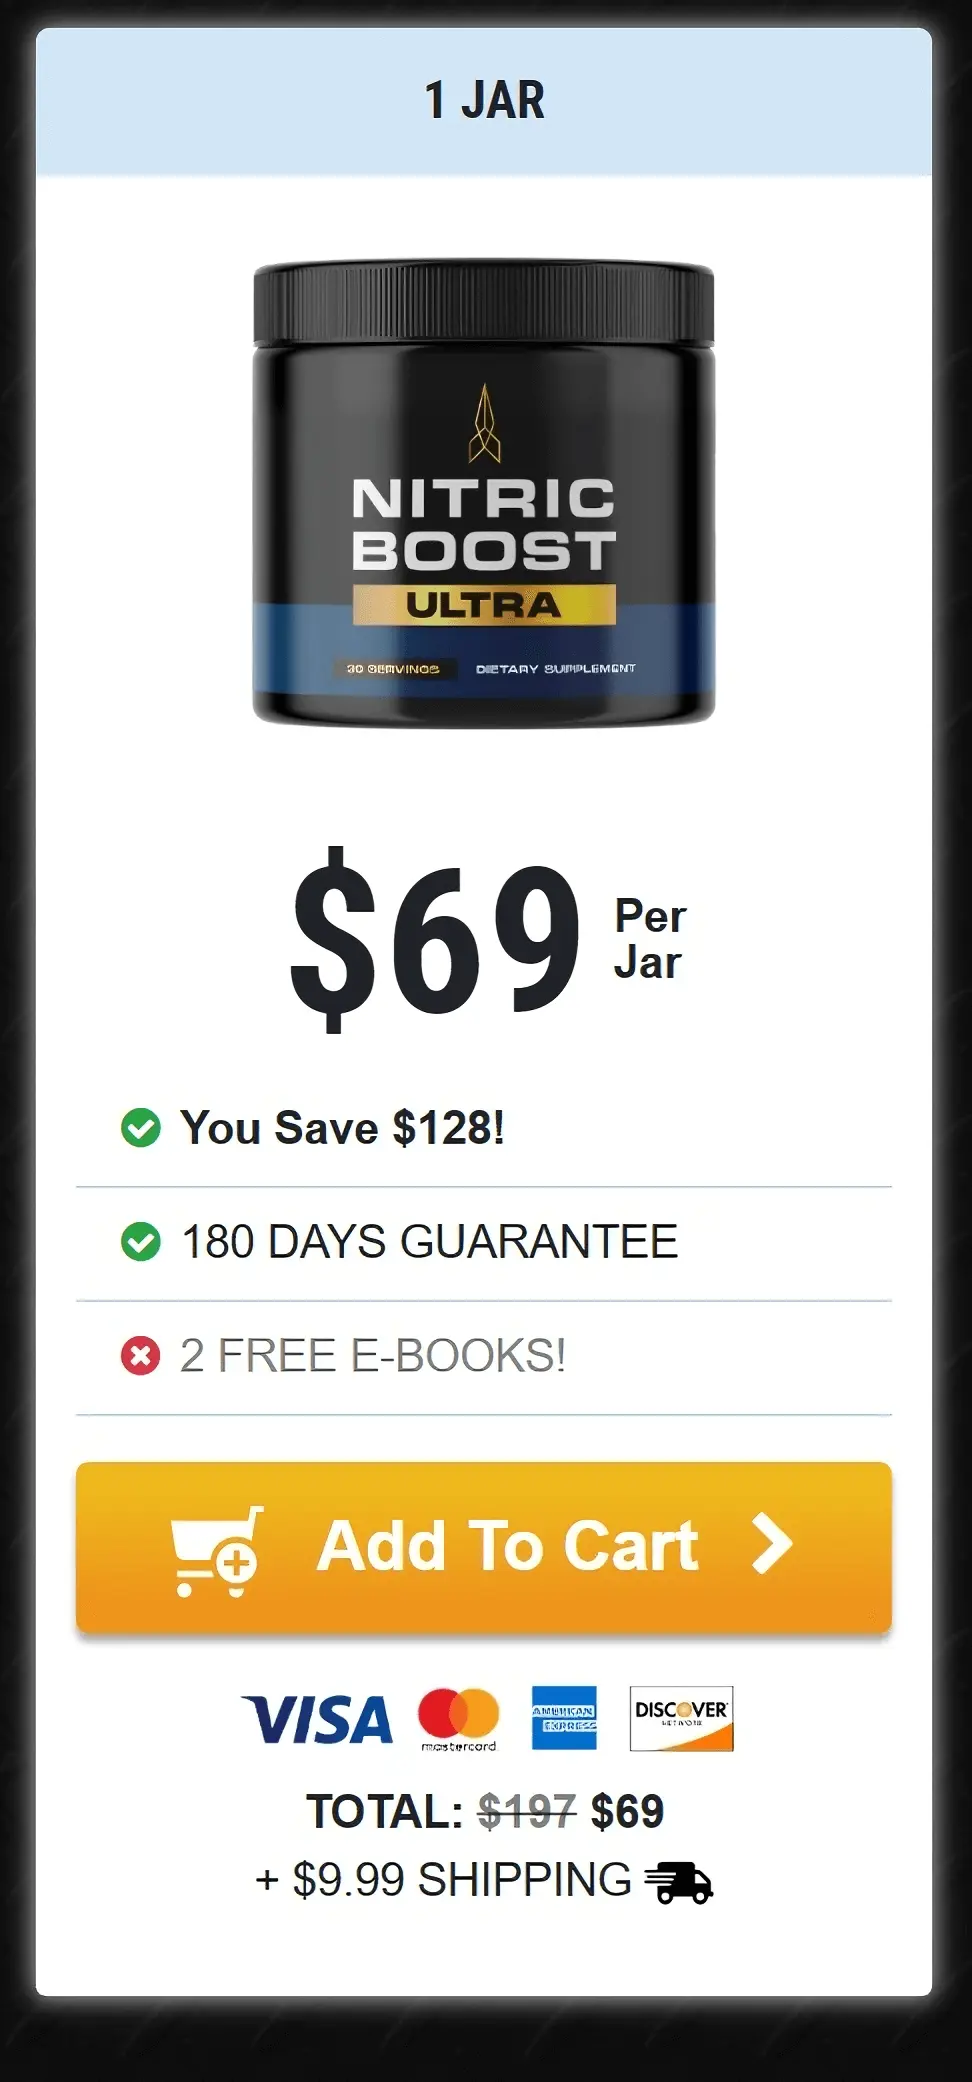 1 JAR
NITRIC
BOOST
ULTRA
30 SERVINGS DIETARY SUPPLEMENT
$69 Per
Jar
You Save $128!
180 DAYS GUARANTEE
2 FREE E-BOOKS!
Add To Cart
VISA mastercard AMERICAN EXPRESS DISCOVER NETWORK
TOTAL: $197 $69
+ $9.99 SHIPPING